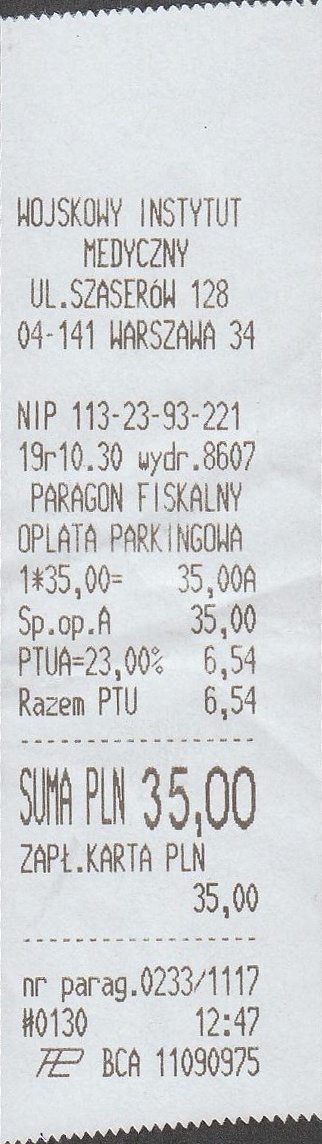 WOJSKOWY INSTYTUT
MEDYCZNY
UL.SZASERÓW 128
04-141 WARSZAWA 34
NIP 113-23-93-221
19r10.30 wydr.8607
PARAGON FISKALNY
OPLATA PARKINGOWA
1*35,00= 35,00A
Sp.op.A 35,00
PTUA=23,00% 6,54
Razem PTU 6,54
SUMA PLN 35,00
ZAPŁ.KARTA PLN
35,00
nr parag.0233/1117
#0130 12:47
BCA 11090975